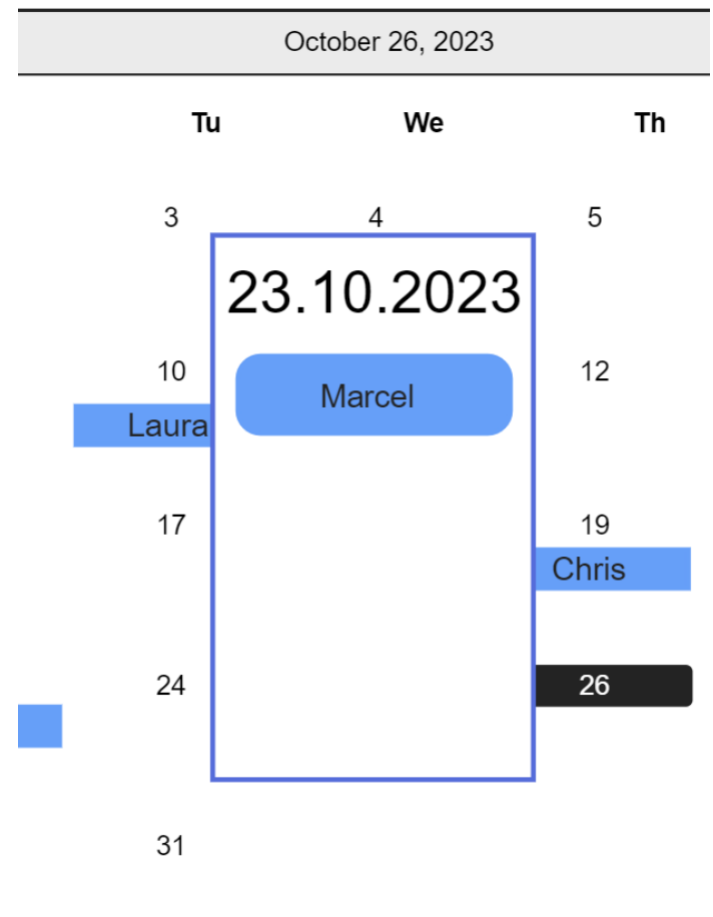 October 26, 2023
Tu We Th
3 4 5
23.10.2023
10 12
Marcel
Laura
17 19
Chris
24 26
31